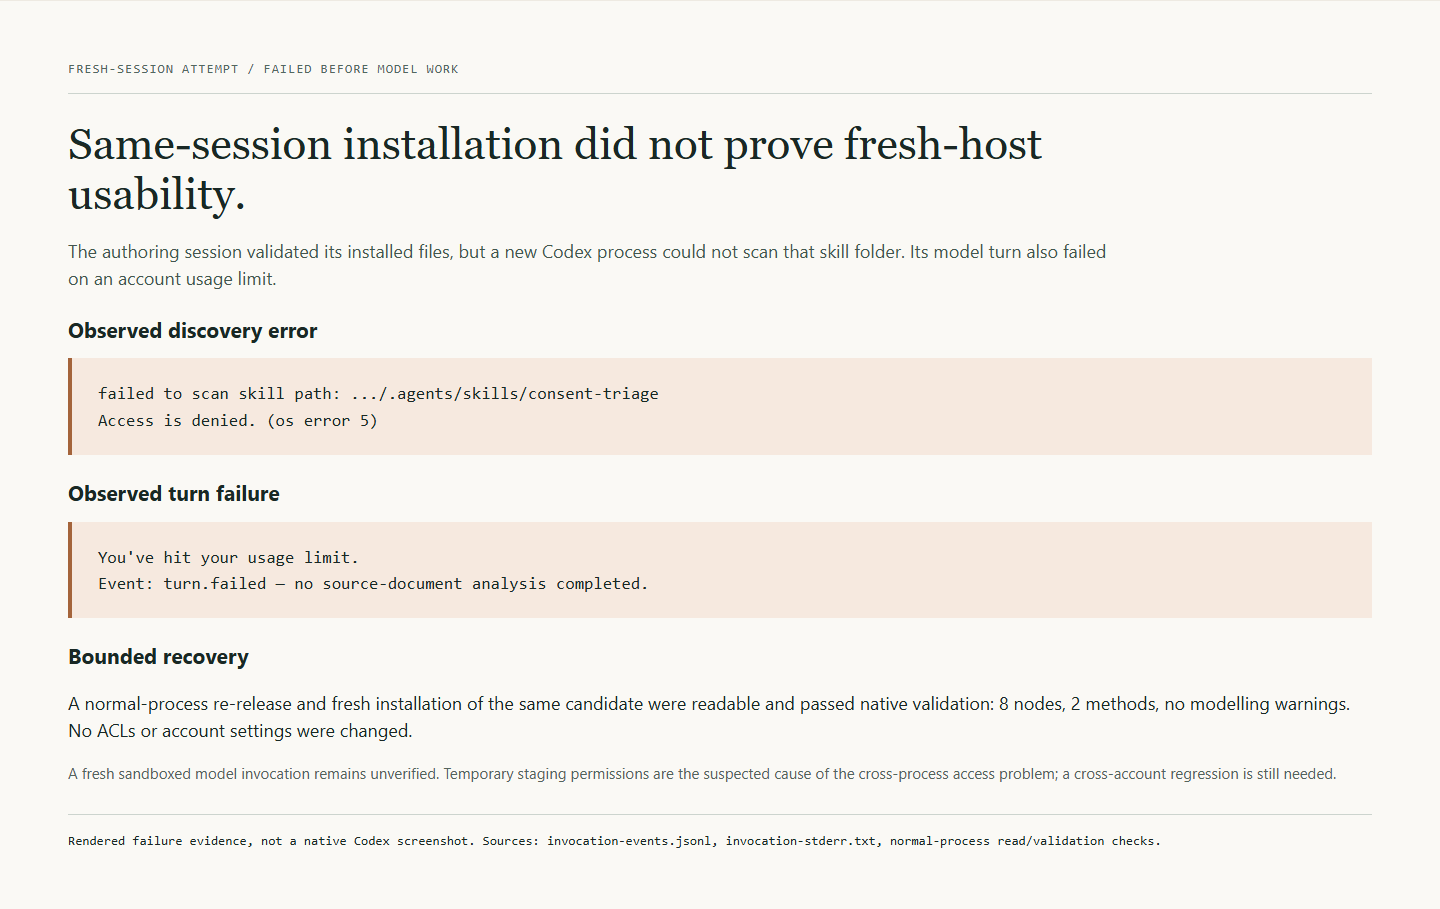 FRESH-SESSION ATTEMPT / FAILED BEFORE MODEL WORK
Same-session installation did not prove fresh-host
usability.
The authoring session validated its installed files, but a new Codex process could not scan that skill folder. Its model turn also failed
on an account usage limit.
Observed discovery error
failed to scan skill path: .../.agents/skills/consent-triage
Access is denied. (os error 5)
Observed turn failure
You've hit your usage limit.
Event: turn.failed — no source-document analysis completed.
Bounded recovery
A normal-process re-release and fresh installation of the same candidate were readable and passed native validation: 8 nodes, 2 methods, no modelling warnings.
No ACLs or account settings were changed.
A fresh sandboxed model invocation remains unverified. Temporary staging permissions are the suspected cause of the cross-process access problem; a cross-account regression is still needed.
Rendered failure evidence, not a native Codex screenshot. Sources: invocation-events.jsonl, invocation-stderr.txt, normal-process read/validation checks.